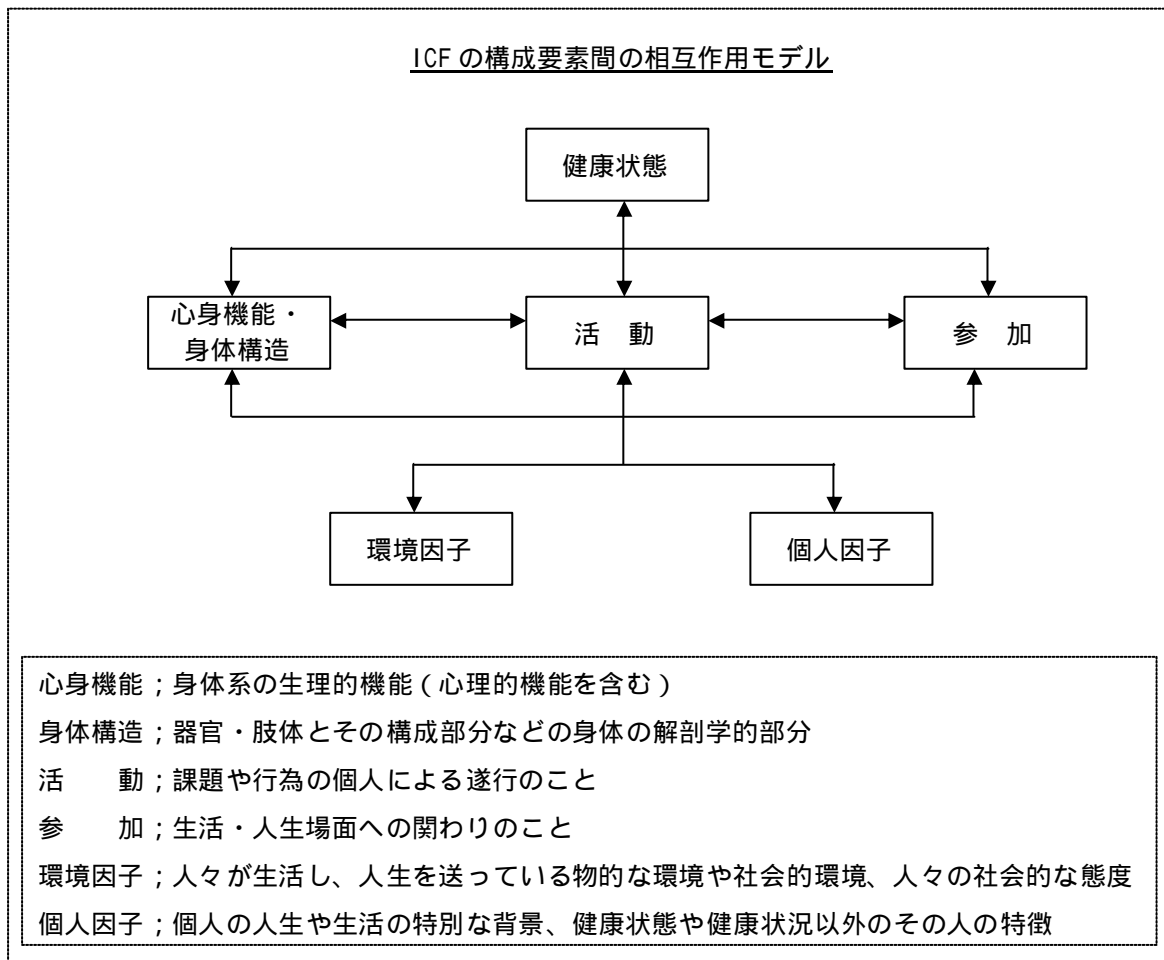 ICFの構成要素間の相互作用モデル
健康状態
心身機能・
身体構造
活　動
参　加
環境因子
個人因子
心身機能；身体系の生理的機能（心理的機能を含む）
身体構造；器官・肢体とその構成部分などの身体の解剖学的部分
活　　動；課題や行為の個人による遂行のこと
参　　加；生活・人生場面への関わりのこと
環境因子；人々が生活し、人生を送っている物的な環境や社会的環境、人々の社会的な態度
個人因子；個人の人生や生活の特別な背景、健康状態や健康状況以外のその人の特徴